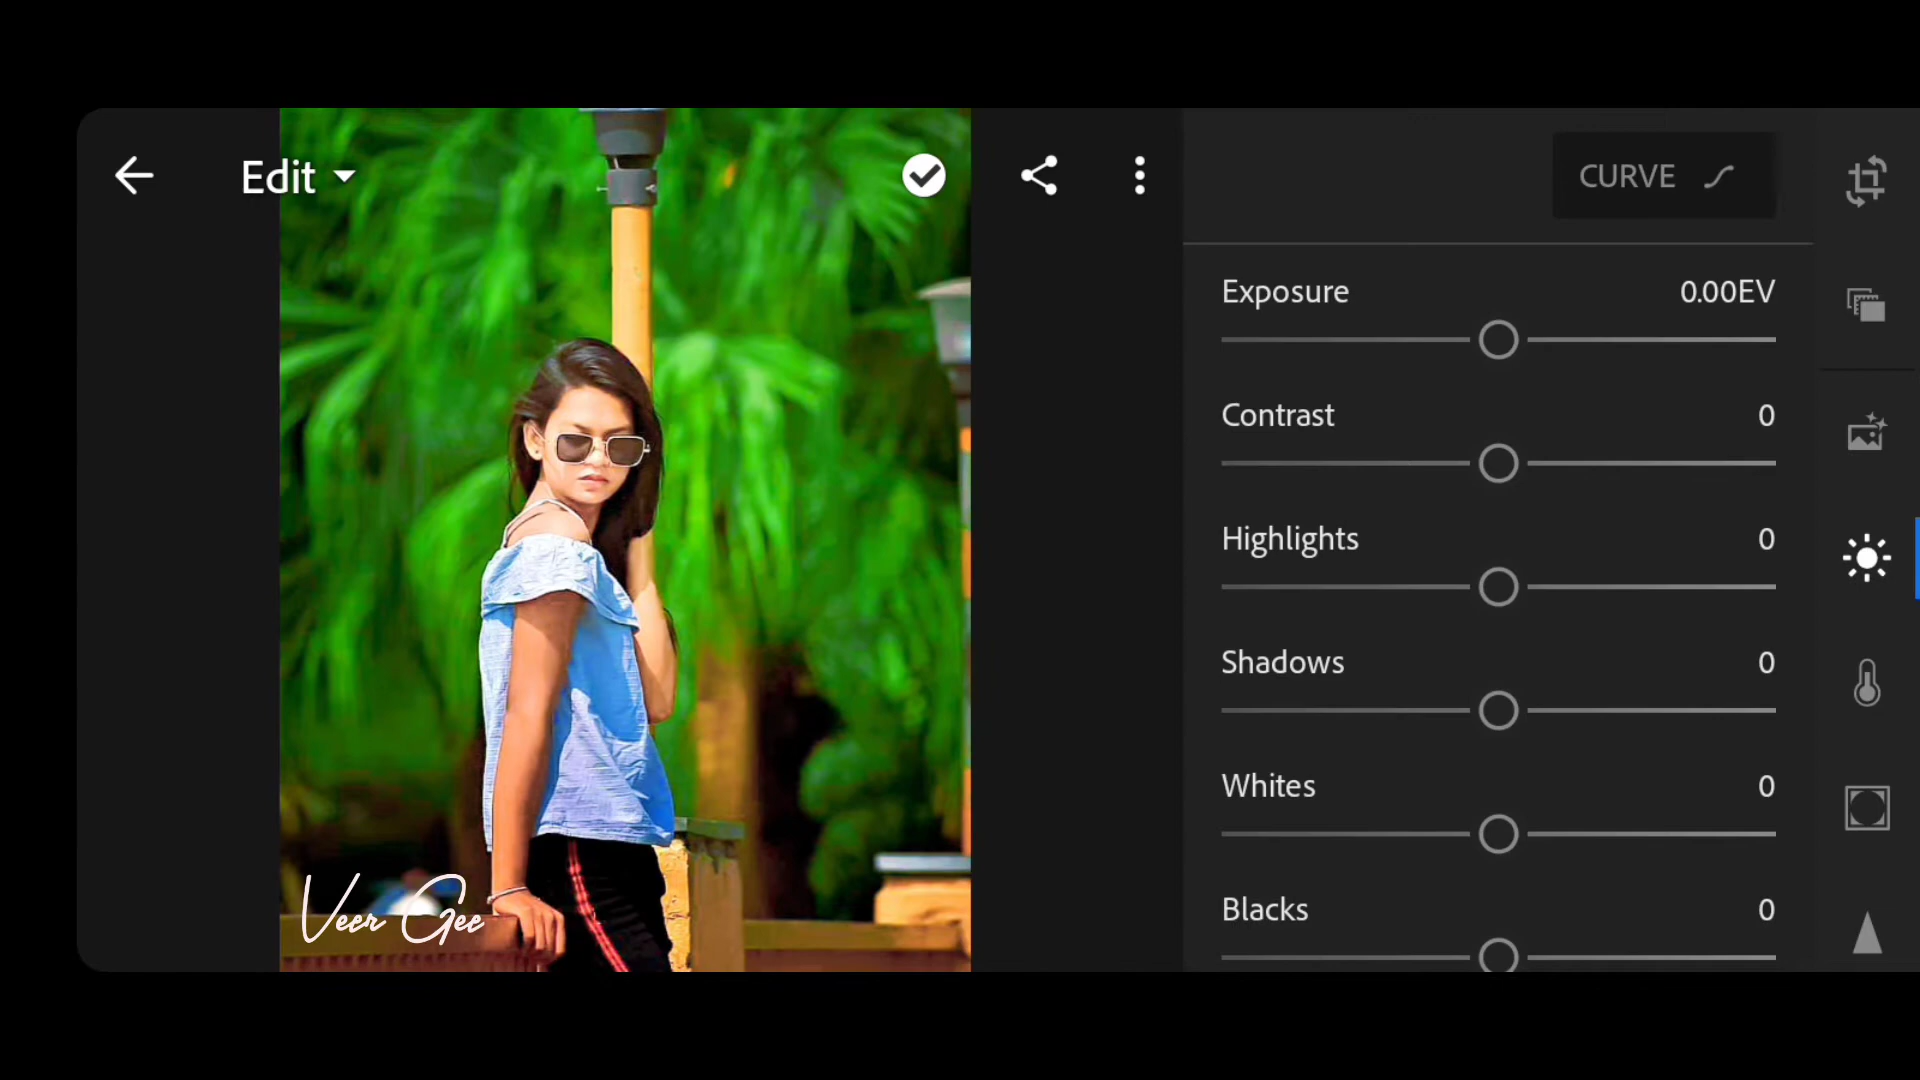 Edit
CURVE
Exposure 0.00EV
Contrast 0
Highlights 0
Shadows 0
Whites 0
Blacks 0
Veer Gee